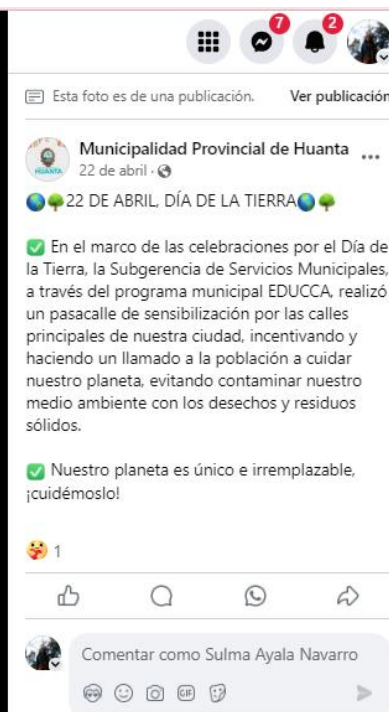 7
2
Esta foto es de una publicación. Ver publicación
Municipalidad Provincial de Huanta
22 de abril
HUANTA
22 DE ABRIL, DÍA DE LA TIERRA
En el marco de las celebraciones por el Día de
la Tierra, la Subgerencia de Servicios Municipales,
a través del programa municipal EDUCCA, realizó
un pasacalle de sensibilización por las calles
principales de nuestra ciudad, incentivando y
haciendo un llamado a la población a cuidar
nuestro planeta, evitando contaminar nuestro
medio ambiente con los desechos y residuos
sólidos.
Nuestro planeta es único e irremplazable,
¡cuidémoslo!
1
Comentar como Sulma Ayala Navarro
GIF